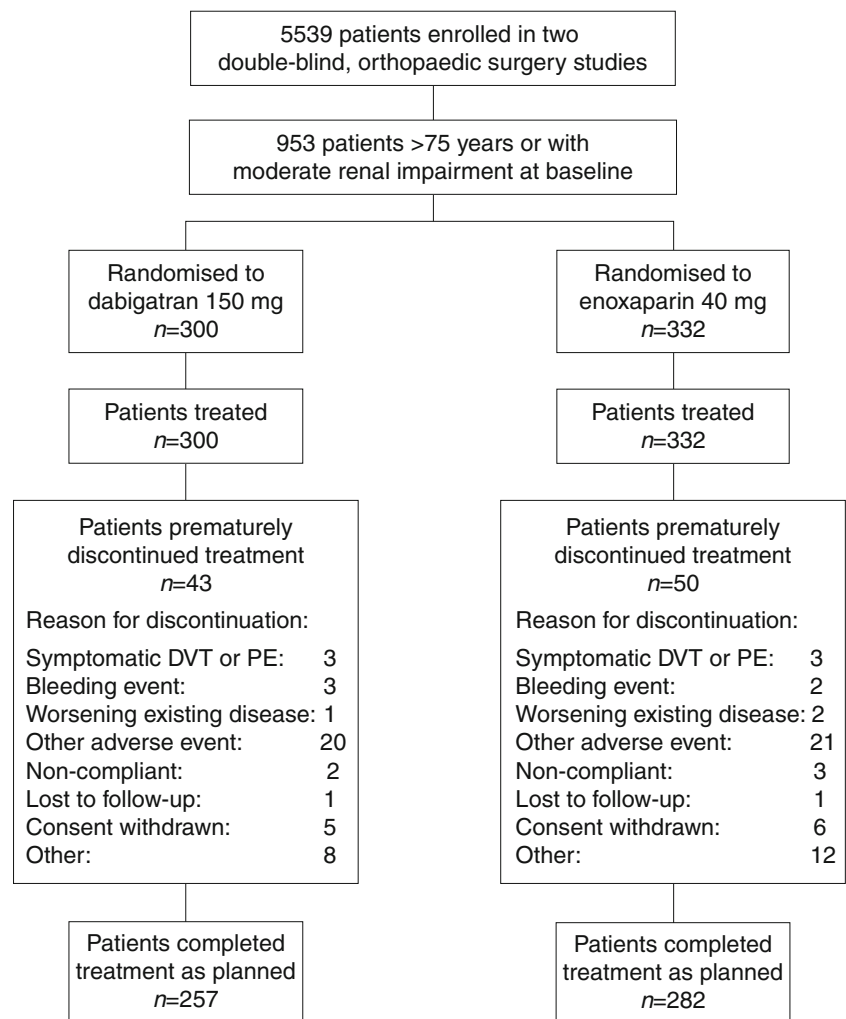 5539 patients enrolled in two
double-blind, orthopaedic surgery studies
953 patients >75 years or with
moderate renal impairment at baseline
Randomised to
dabigatran 150 mg
n=300
Patients treated
n=300
Patients prematurely
discontinued treatment
n=43
Reason for discontinuation:
Symptomatic DVT or PE: 3
Bleeding event: 3
Worsening existing disease: 1
Other adverse event: 20
Non-compliant: 2
Lost to follow-up: 1
Consent withdrawn: 5
Other: 8
Patients completed
treatment as planned
n=257
Randomised to
enoxaparin 40 mg
n=332
Patients treated
n=332
Patients prematurely
discontinued treatment
n=50
Reason for discontinuation:
Symptomatic DVT or PE: 3
Bleeding event: 2
Worsening existing disease: 2
Other adverse event: 21
Non-compliant: 3
Lost to follow-up: 1
Consent withdrawn: 6
Other: 12
Patients completed
treatment as planned
n=282